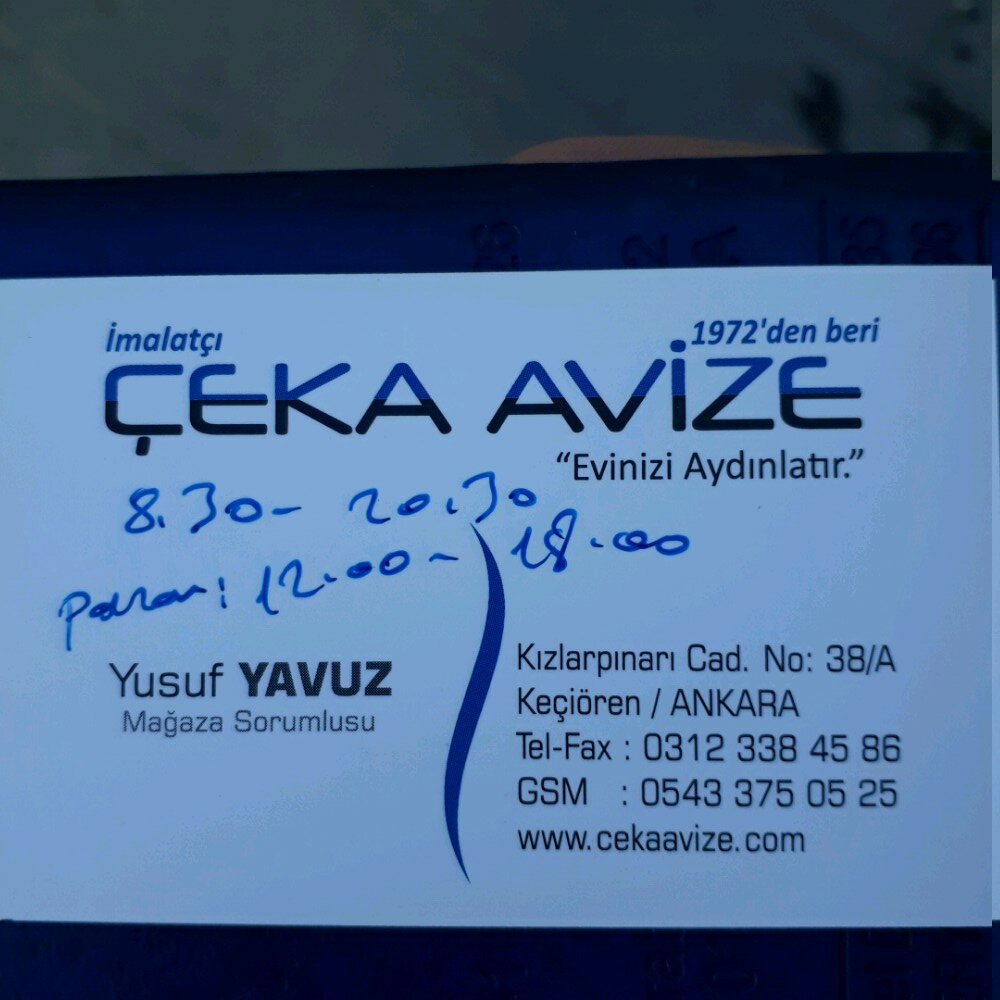 İmalatçı
1972'den beri
ÇEKA AVİZE
“Evinizi Aydınlatır.”
8.30- 20.30
pazar: 12.00- 18.00
Yusuf YAVUZ
Mağaza Sorumlusu
Kızlarpınarı Cad. No: 38/A
Keçiören / ANKARA
Tel-Fax : 0312 338 45 86
GSM : 0543 375 05 25
www.cekaavize.com